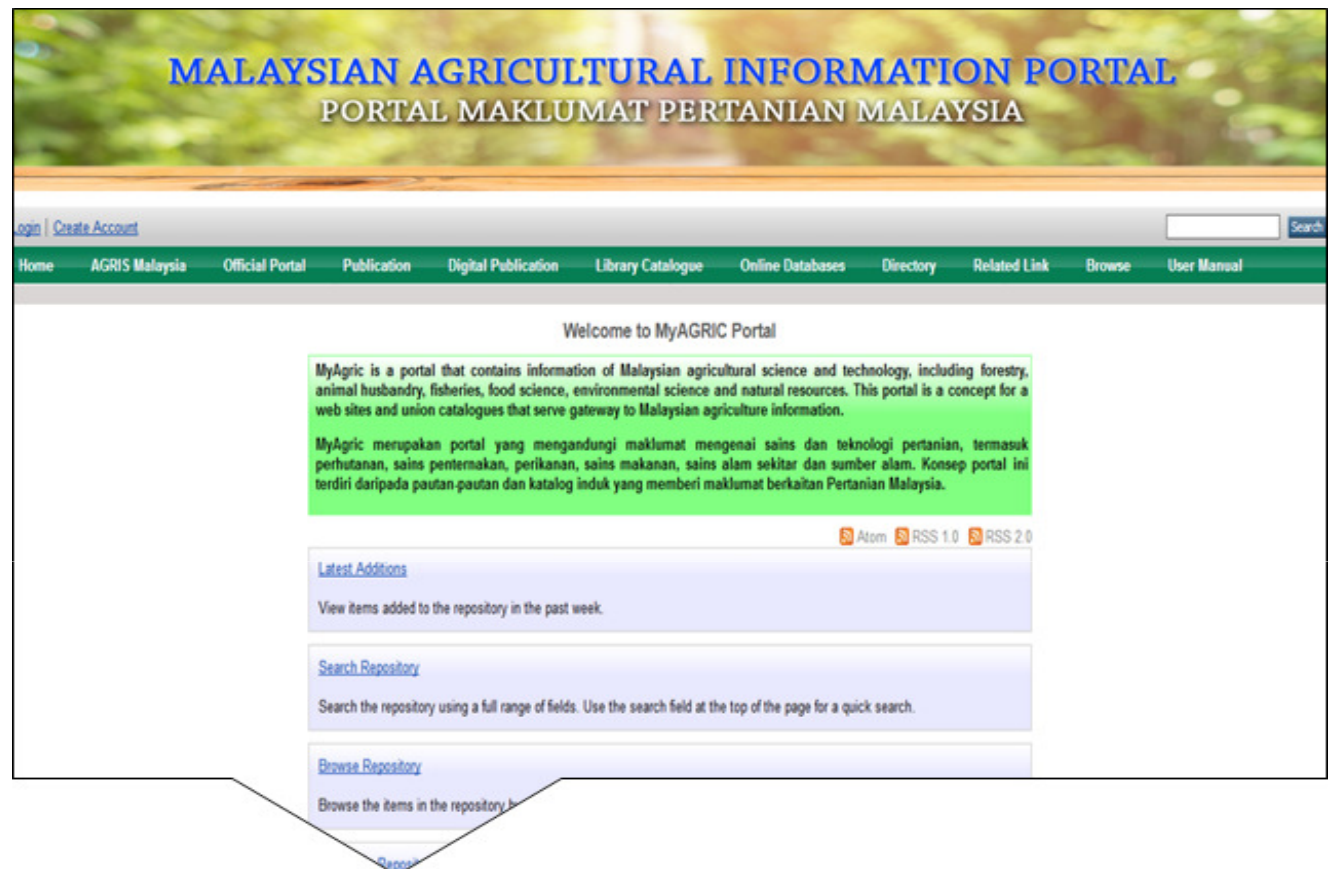 MALAYSIAN AGRICULTURAL INFORMATION PORTAL
PORTAL MAKLUMAT PERTANIAN MALAYSIA
Login | Create Account
Search
Home AGRIS Malaysia Official Portal Publication Digital Publication Library Catalogue Online Databases Directory Related Link Browse User Manual
Welcome to MyAGRIC Portal
MyAgric is a portal that contains information of Malaysian agricultural science and technology, including forestry,
animal husbandry, fisheries, food science, environmental science and natural resources. This portal is a concept for a
web sites and union catalogues that serve gateway to Malaysian agriculture information.
MyAgric merupakan portal yang mengandungi maklumat mengenai sains dan teknologi pertanian, termasuk
perhutanan, sains penternakan, perikanan, sains makanan, sains alam sekitar dan sumber alam. Konsep portal ini
terdiri daripada pautan-pautan dan katalog induk yang memberi maklumat berkaitan Pertanian Malaysia.
Atom RSS 1.0 RSS 2.0
Latest Additions
View items added to the repository in the past week.
Search Repository
Search the repository using a full range of fields. Use the search field at the top of the page for a quick search.
Browse Repository
Browse the items in the repository